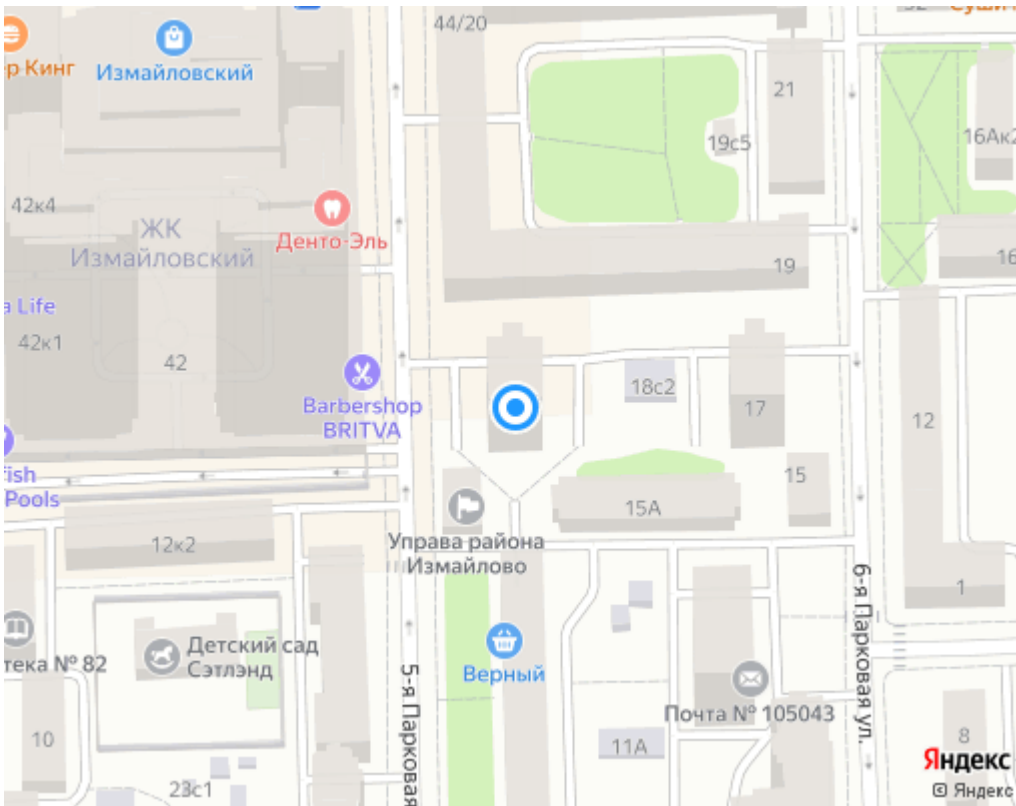 44/20
Измайловский
р Кинг
21
19с5
16Ак2
42к4
ЖК
Измайловский
Денто-Эль
19
16
a Life
42к1
42
18с2
17
12
Barbershop
BRITVA
fish
Pools
15
15А
12к2
Управа района
Измайлово
1
6-я Парковая ул.
Детский сад
Сэтлэнд
тека № 82
Верный
5-я Парковая
Почта № 105043
10
11А
8
23с1
Яндекс
© Яндекс